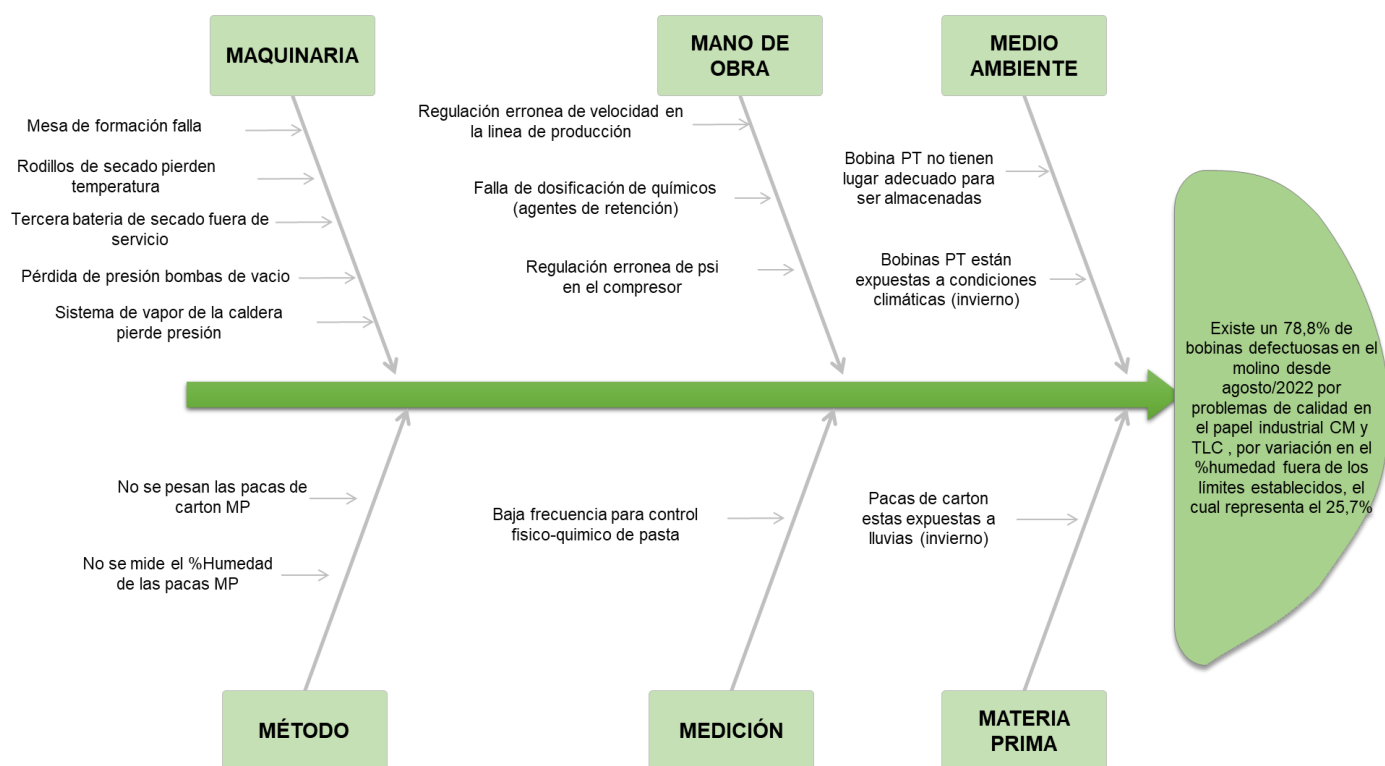 MAQUINARIA
MANO DE
OBRA
MEDIO
AMBIENTE
Mesa de formación falla
Rodillos de secado pierden
temperatura
Tercera bateria de secado fuera de
servicio
Pérdida de presión bombas de vacio
Sistema de vapor de la caldera
pierde presión
Regulación erronea de velocidad en
la linea de producción
Falla de dosificación de químicos
(agentes de retención)
Regulación erronea de psi
en el compresor
Bobina PT no tienen
lugar adecuado para
ser almacenadas
Bobinas PT están
expuestas a condiciones
climáticas (invierno)
Existe un 78,8% de
bobinas defectuosas en el
molino desde
agosto/2022 por
problemas de calidad en
el papel industrial CM y
TLC , por variación en el
%humedad fuera de los
límites establecidos, el
cual representa el 25,7%
No se pesan las pacas de
carton MP
No se mide el %Humedad
de las pacas MP
Baja frecuencia para control
fisico-quimico de pasta
Pacas de carton
estas expuestas a
lluvias (invierno)
MÉTODO
MEDICIÓN
MATERIA
PRIMA